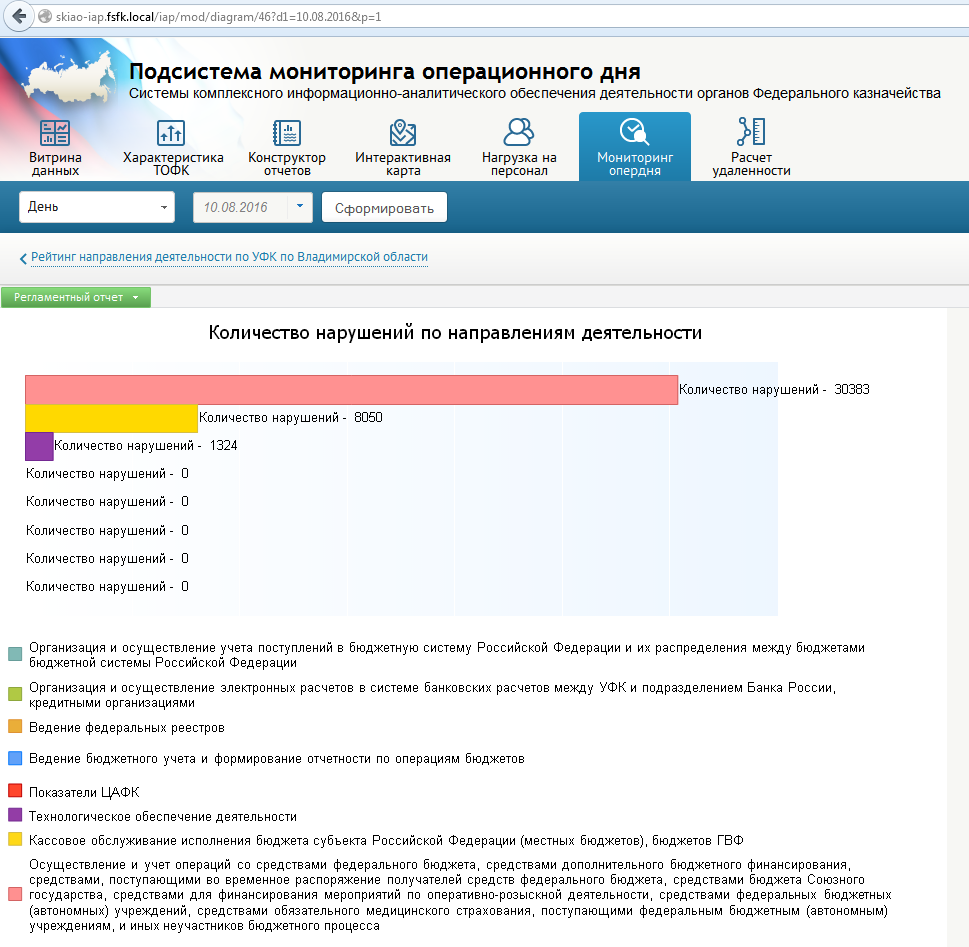 skiao-iap.fsfk.local/iap/mod/diagram/46?d1=10.08.2016&p=1
Подсистема мониторинга операционного дня
Системы комплексного информационно-аналитического обеспечения деятельности органов Федерального казначейства
Витрина
данных
Характеристика
ТОФК
Конструктор
отчетов
Интерактивная
карта
Нагрузка на
персонал
Мониторинг
опердня
Расчет
удаленности
День
10.08.2016
Сформировать
Рейтинг направления деятельности по УФК по Владимирской области
Регламентный отчет
Количество нарушений по направлениям деятельности
Количество нарушений - 30383
Количество нарушений - 8050
Количество нарушений - 1324
Количество нарушений - 0
Количество нарушений - 0
Количество нарушений - 0
Количество нарушений - 0
Количество нарушений - 0
Организация и осуществление учета поступлений в бюджетную систему Российской Федерации и их распределения между бюджетами
бюджетной системы Российской Федерации
Организация и осуществление электронных расчетов в системе банковских расчетов между УФК и подразделением Банка России,
кредитными организациями
Ведение федеральных реестров
Ведение бюджетного учета и формирование отчетности по операциям бюджетов
Показатели ЦАФК
Технологическое обеспечение деятельности
Кассовое обслуживание исполнения бюджета субъекта Российской Федерации (местных бюджетов), бюджетов ГВФ
Осуществление и учет операций со средствами федерального бюджета, средствами дополнительного бюджетного финансирования,
средствами, поступающими во временное распоряжение получателей средств федерального бюджета, средствами бюджета Союзного
государства, средствами для финансирования мероприятий по оперативно-розыскной деятельности, средствами федеральных бюджетных
(автономных) учреждений, средствами обязательного медицинского страхования, поступающими федеральным бюджетным (автономным)
учреждениям, и иных неучастников бюджетного процесса